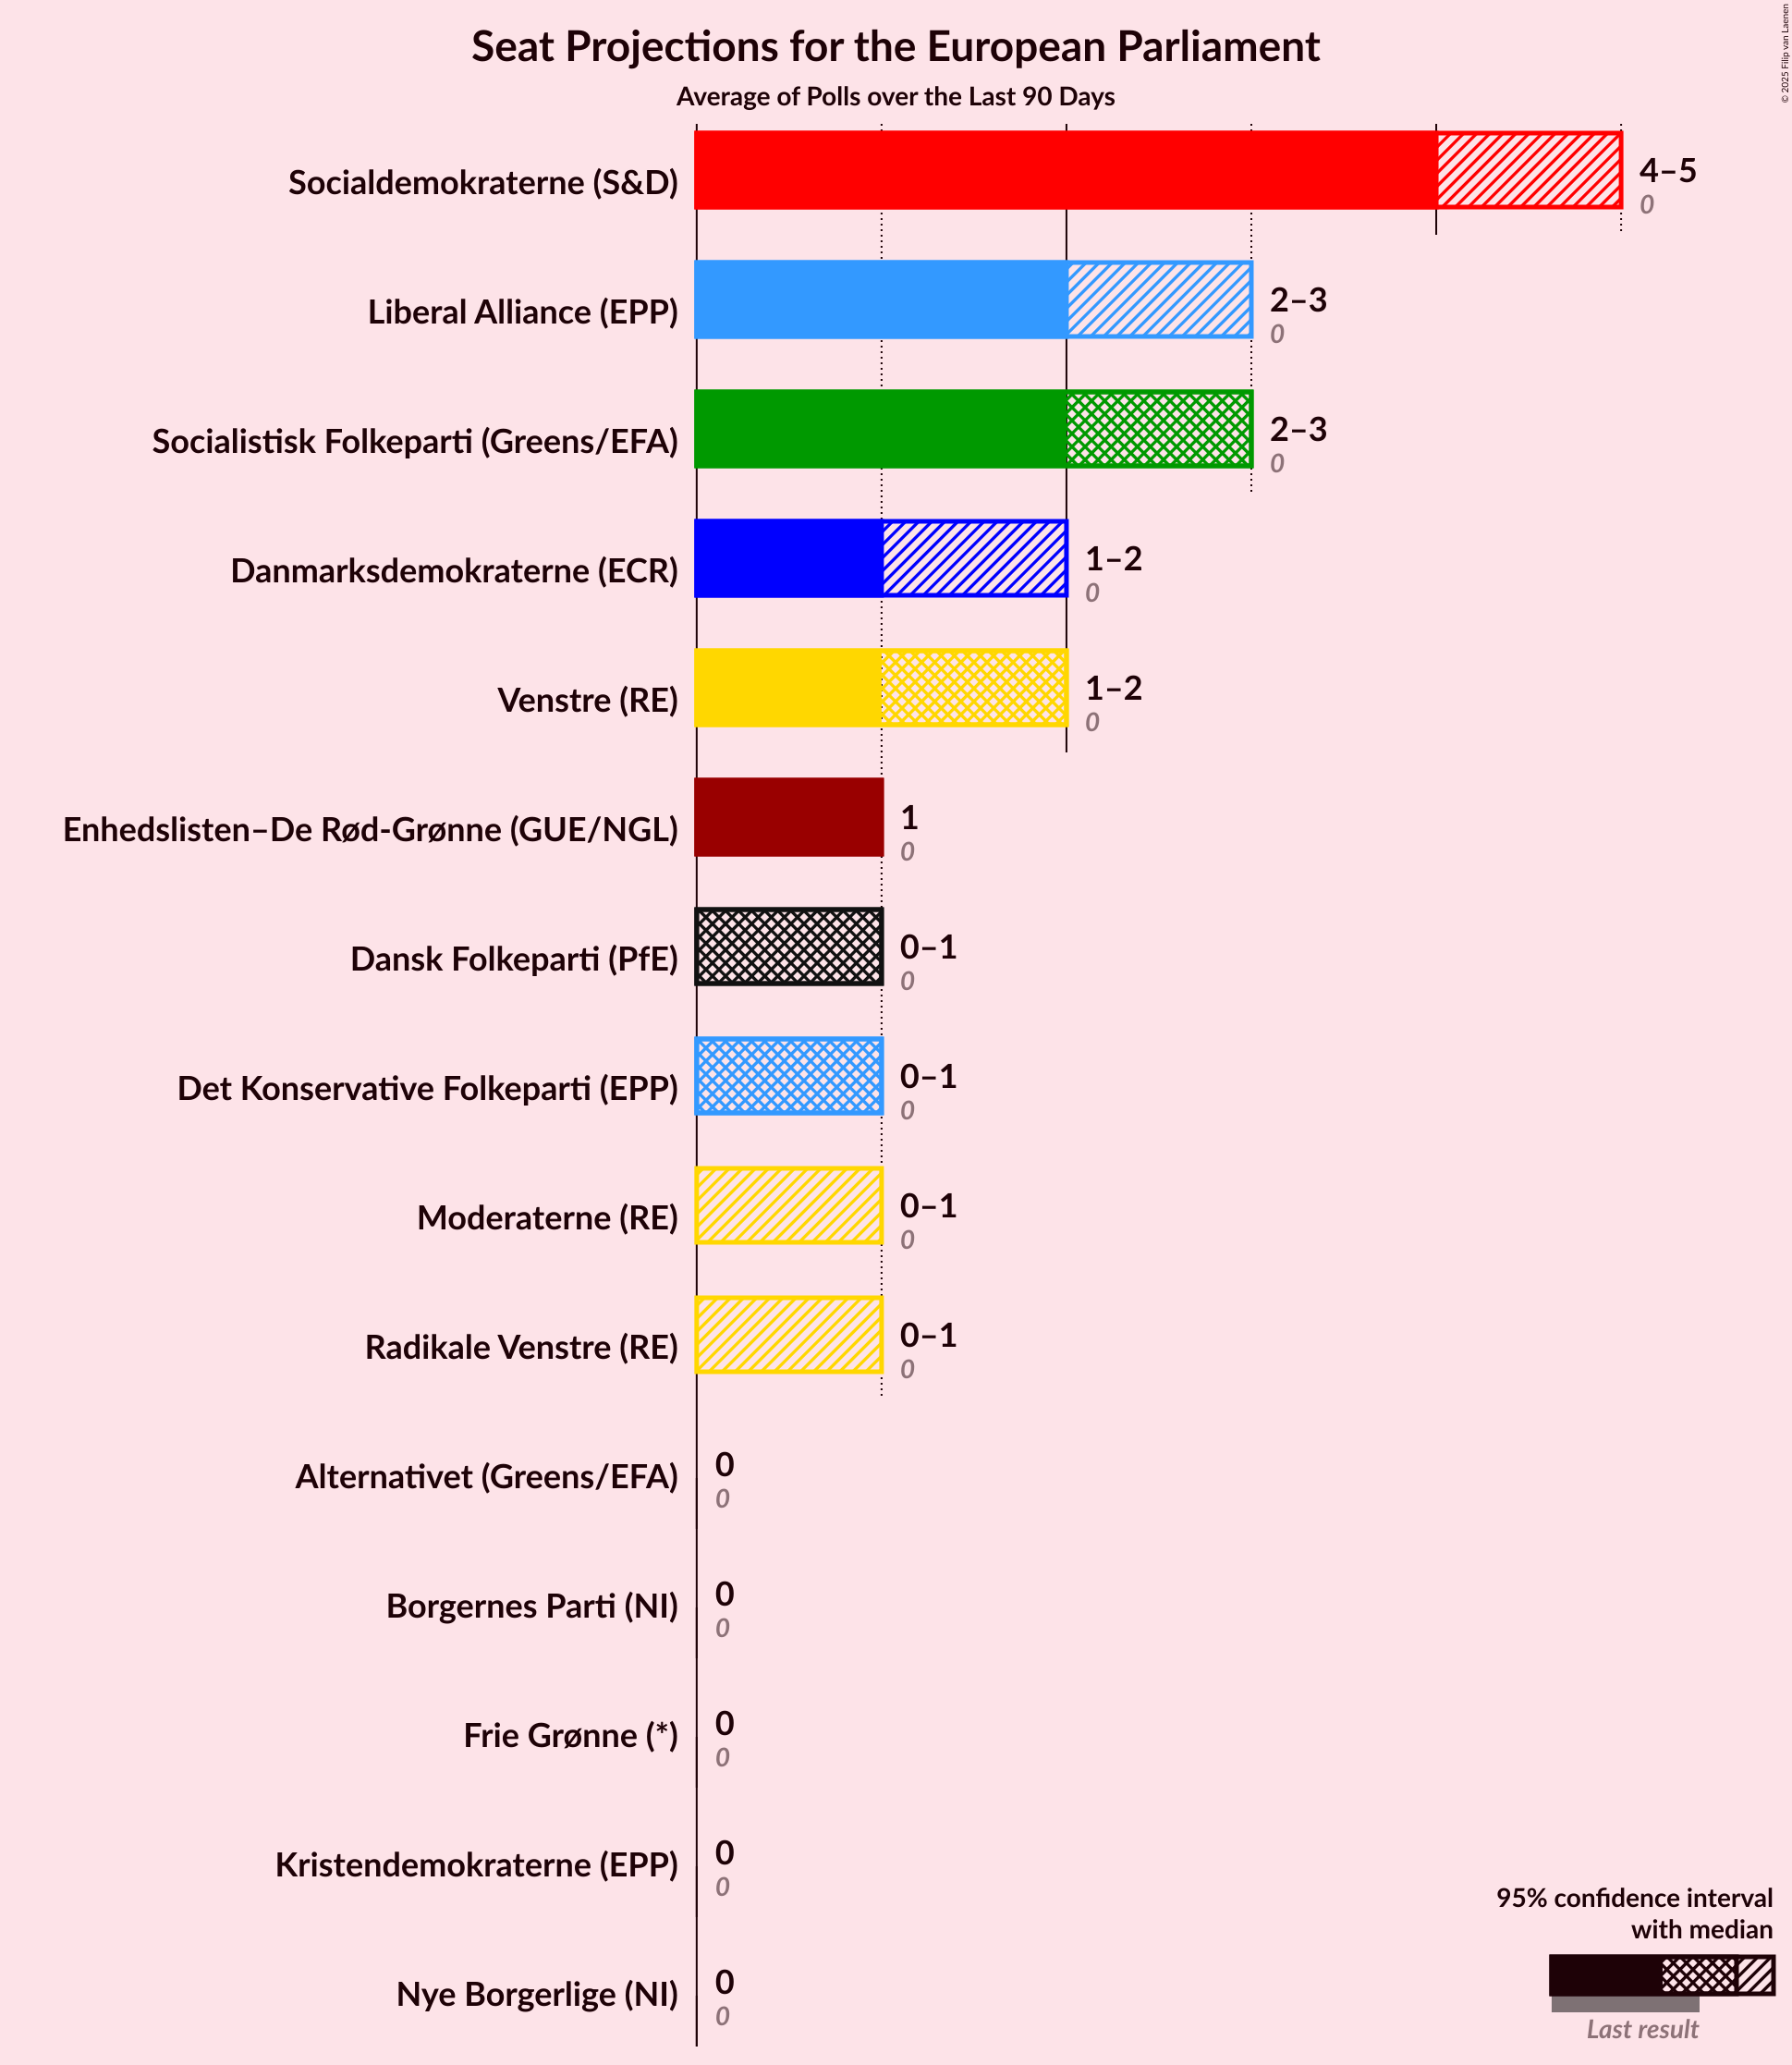 Seat Projections for the European Parliament
Average of Polls over the Last 90 Days
© 2025 Filip van Laenen
Socialdemokraterne (S&D)
4–5
0
Liberal Alliance (EPP)
2–3
0
Socialistisk Folkeparti (Greens/EFA)
2–3
0
Danmarksdemokraterne (ECR)
1–2
0
Venstre (RE)
1–2
0
Enhedslisten–De Rød-Grønne (GUE/NGL)
1
0
Dansk Folkeparti (PfE)
0–1
0
Det Konservative Folkeparti (EPP)
0–1
0
Moderaterne (RE)
0–1
0
Radikale Venstre (RE)
0–1
0
Alternativet (Greens/EFA)
0
0
Borgernes Parti (NI)
0
0
Frie Grønne (*)
0
0
Kristendemokraterne (EPP)
0
0
Nye Borgerlige (NI)
0
0
95% confidence interval
with median
Last result